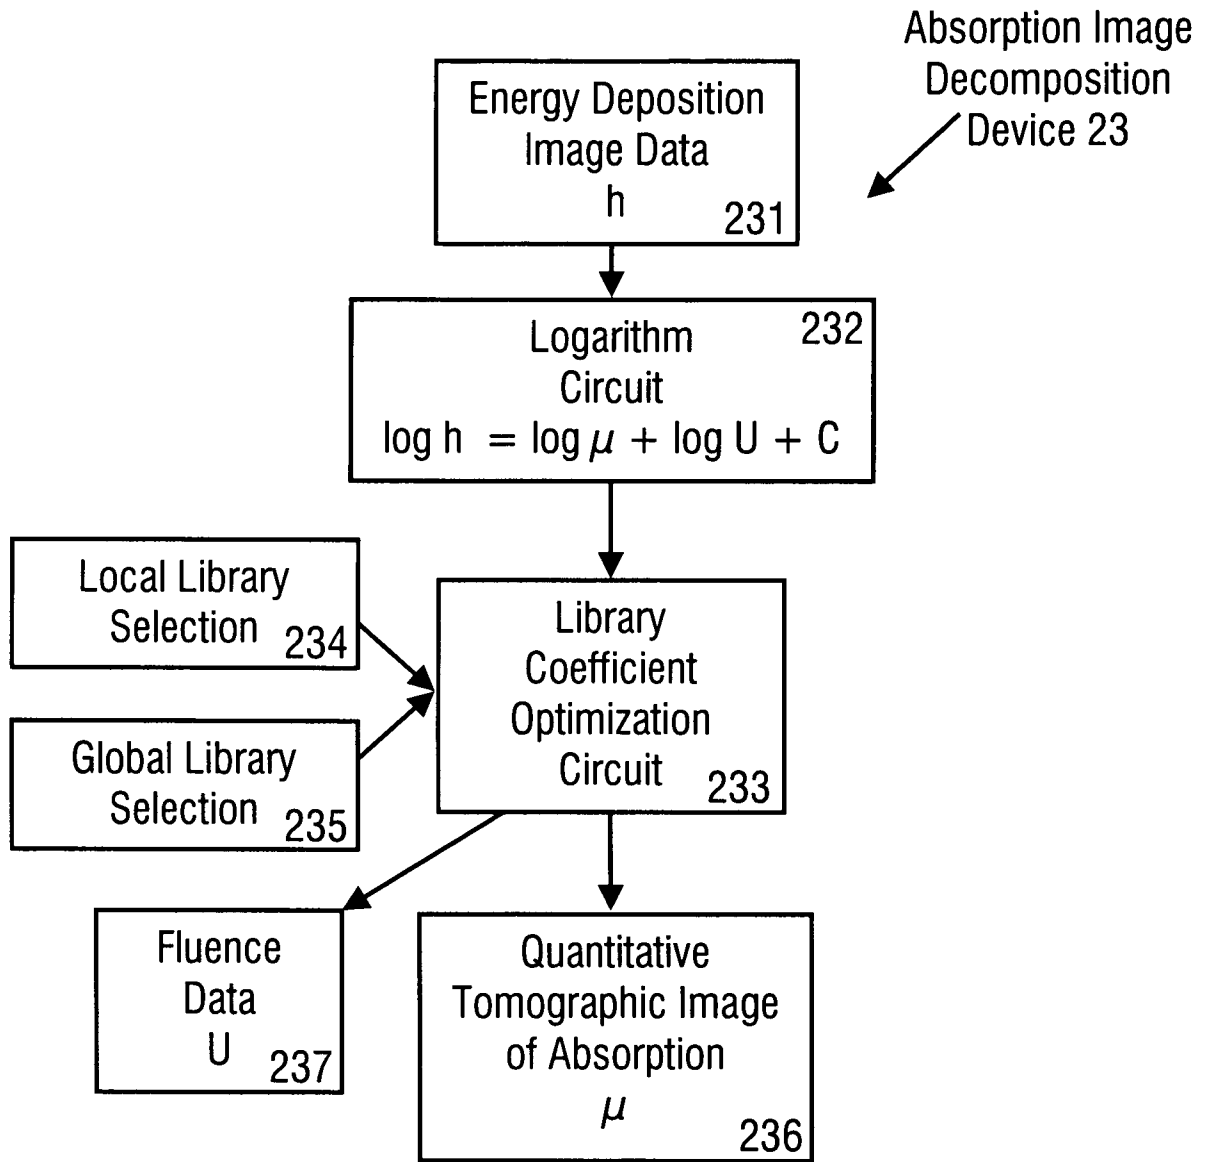 Absorption Image
Decomposition
Device 23
Energy Deposition
Image Data
h
231
232
Logarithm
Circuit
log h = log μ + log U + C
Local Library
Selection
234
Library
Coefficient
Optimization
Circuit
233
Global Library
Selection
235
Fluence
Data
U
237
Quantitative
Tomographic Image
of Absorption
μ
236